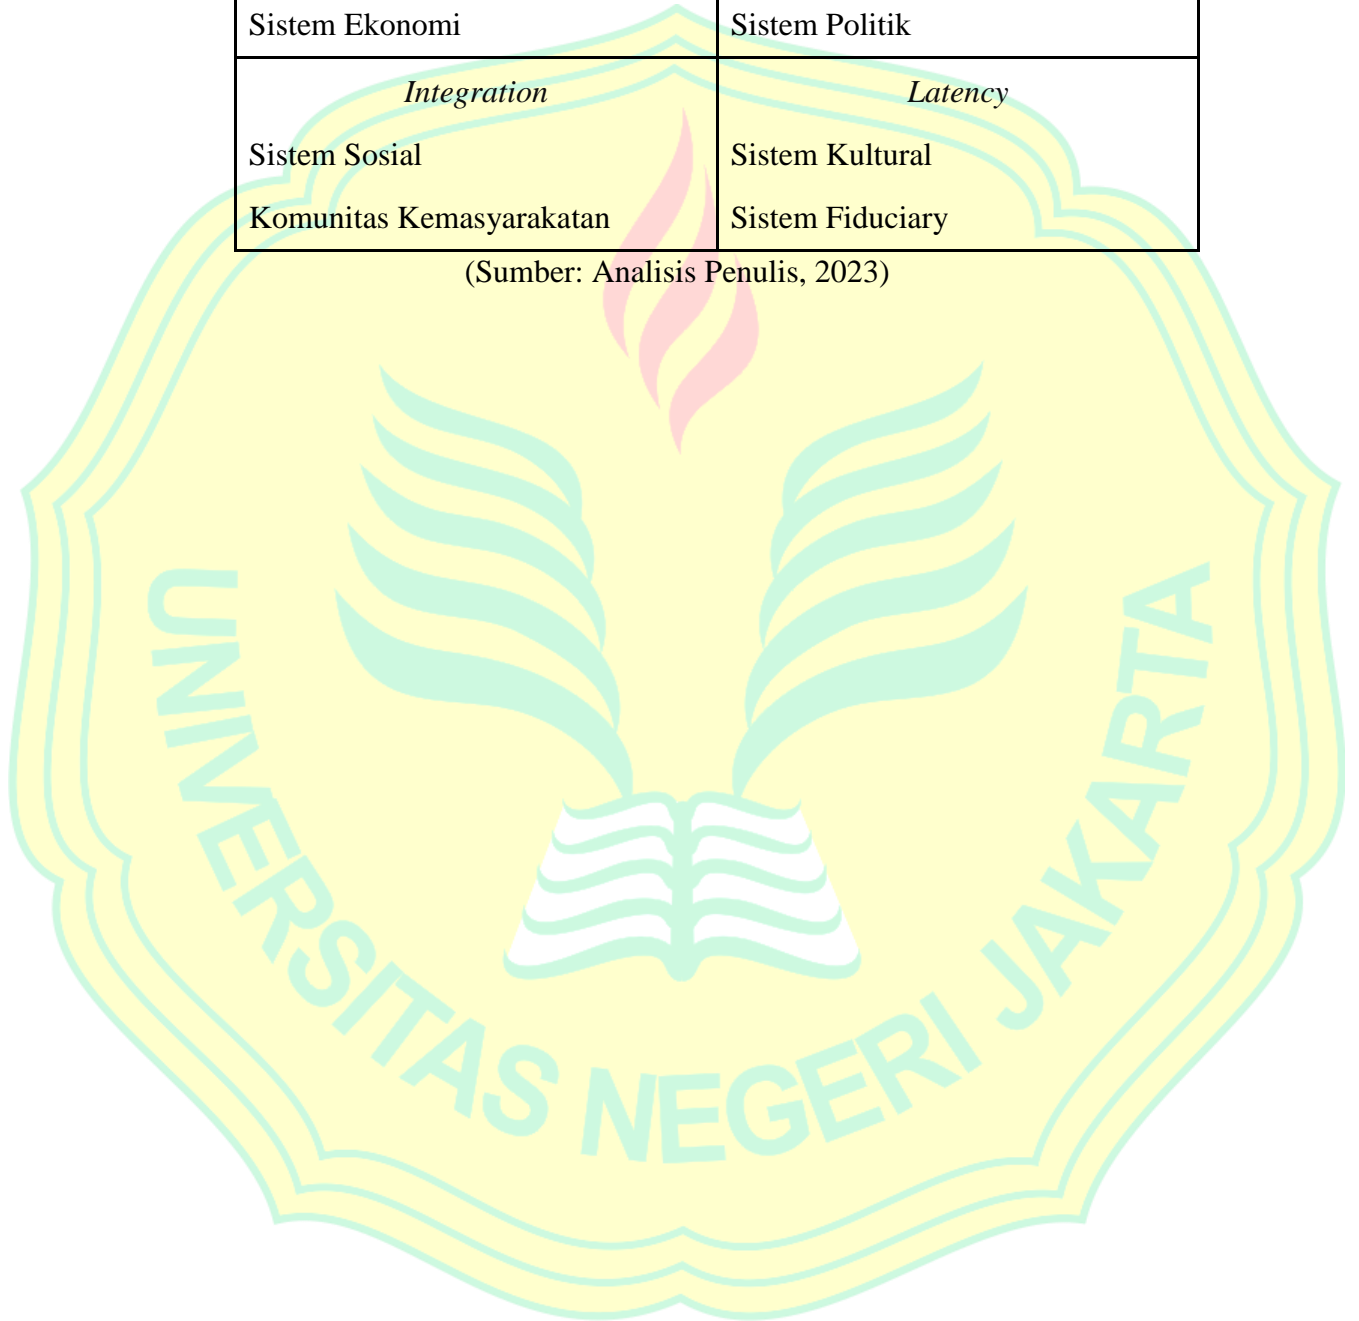 Sistem Ekonomi Sistem Politik
Integration Latency
Sistem Sosial Sistem Kultural
Komunitas Kemasyarakatan Sistem Fiduciary
(Sumber: Analisis Penulis, 2023)
UNIVERSITAS NEGERI JAKARTA